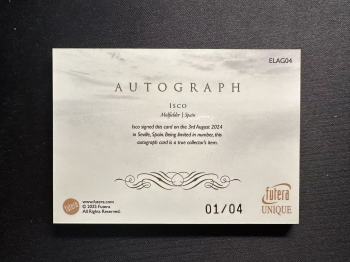 ELAG04
AUTOGRAPH
Isco
Midfielder | Spain
Isco signed this card on the 3rd August 2024
in Seville, Spain. Being limited in number, this
autograph card is a true collector's item.
www.futera.com
© 2025 Futera
All Rights Reserved.
01/04
futera
UNIQUE